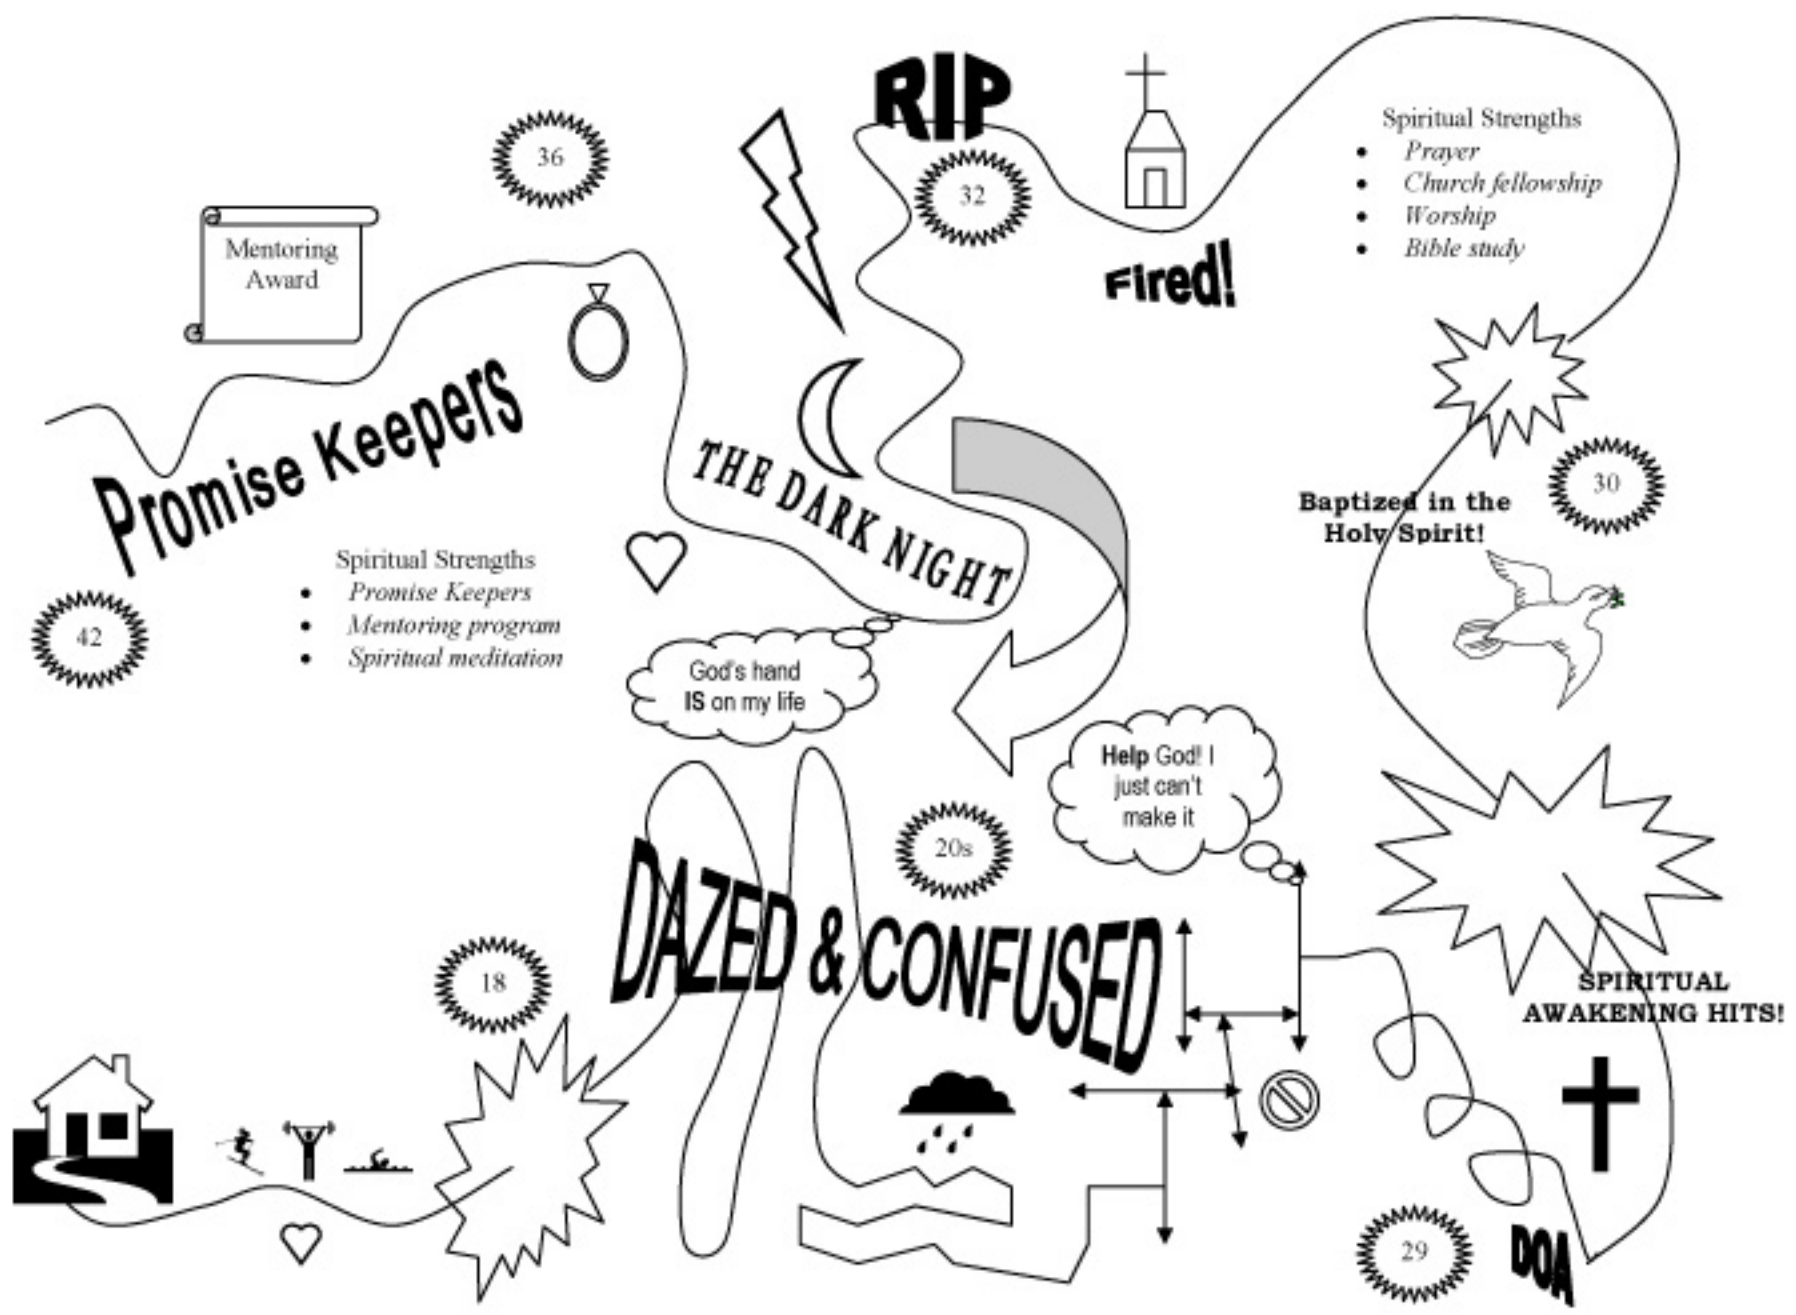 RIP
36
32
Spiritual Strengths
• Prayer
• Church fellowship
• Worship
• Bible study
Mentoring
Award
Fired!
Promise Keepers
THE DARK NIGHT
30
Baptized in the
Holy Spirit!
Spiritual Strengths
• Promise Keepers
• Mentoring program
• Spiritual meditation
42
God's hand
IS on my life
Help God! I
just can't
make it
20s
DAZED & CONFUSED
18
SPIRITUAL
AWAKENING HITS!
29
DOA